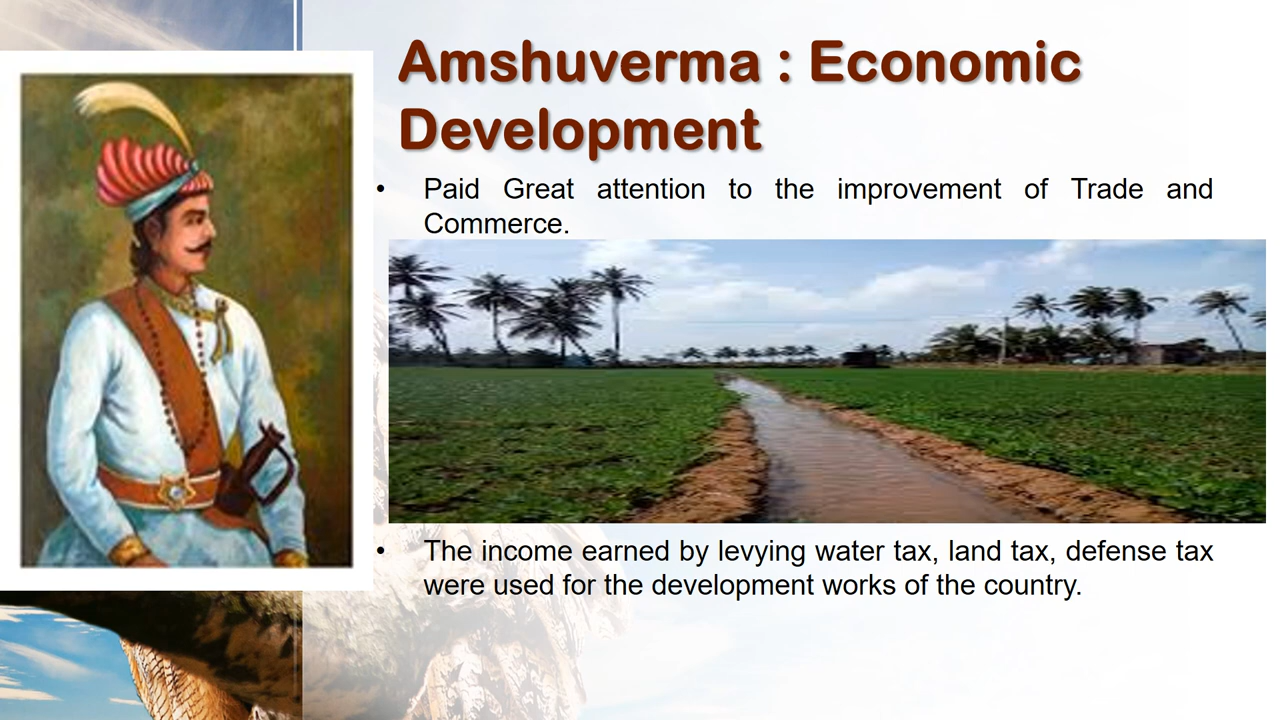 Amshuverma : Economic
Development
• Paid Great attention to the improvement of Trade and
Commerce.
• The income earned by levying water tax, land tax, defense tax
were used for the development works of the country.